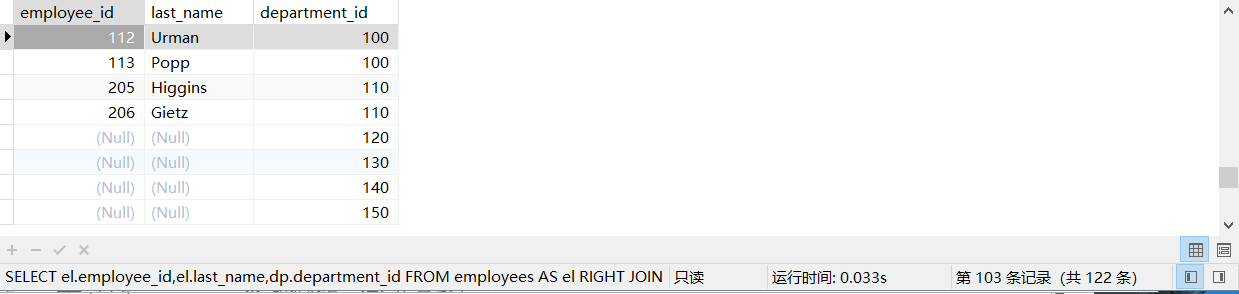 employee_id last_name department_id
112 Urman 100
113 Popp 100
205 Higgins 110
206 Gietz 110
(Null) (Null) 120
(Null) (Null) 130
(Null) (Null) 140
(Null) (Null) 150
SELECT el.employee_id,el.last_name,dp.department_id FROM employees AS el RIGHT JOIN 只读 运行时间: 0.033s 第 103 条记录 (共 122 条)